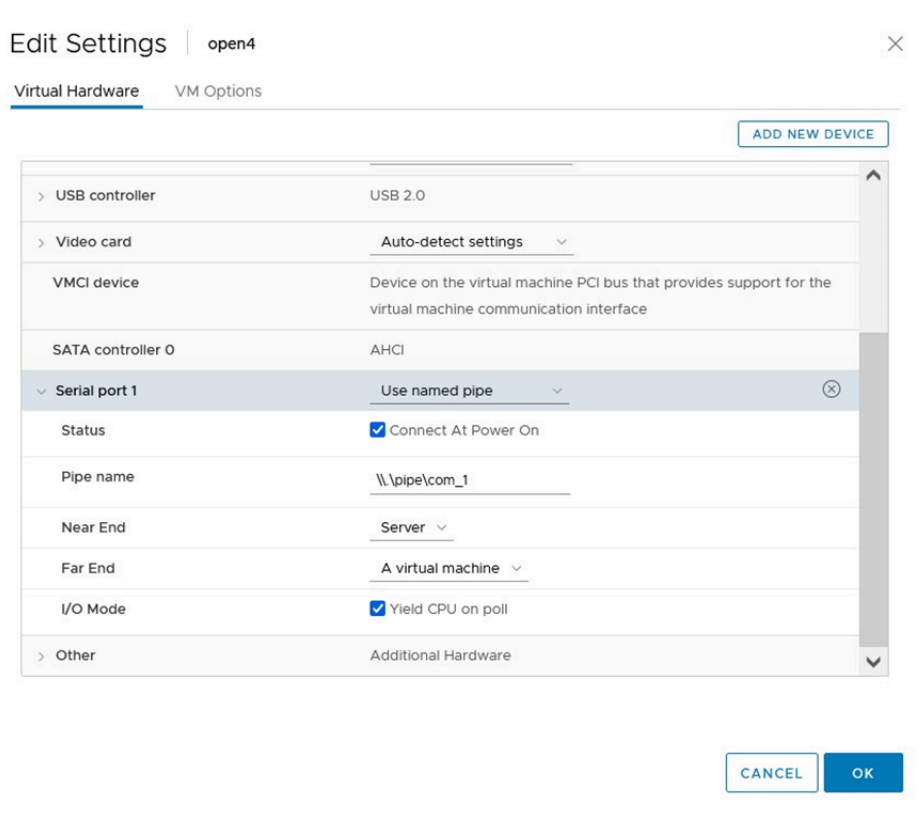 Edit Settings | open4
Virtual Hardware VM Options
ADD NEW DEVICE
USB controller USB 2.0
Video card Auto-detect settings
VMCI device Device on the virtual machine PCI bus that provides support for the
virtual machine communication interface
SATA controller 0 AHCI
Serial port 1 Use named pipe
Status Connect At Power On
Pipe name \\.\pipe\com_1
Near End Server
Far End A virtual machine
I/O Mode Yield CPU on poll
Other Additional Hardware
CANCEL OK